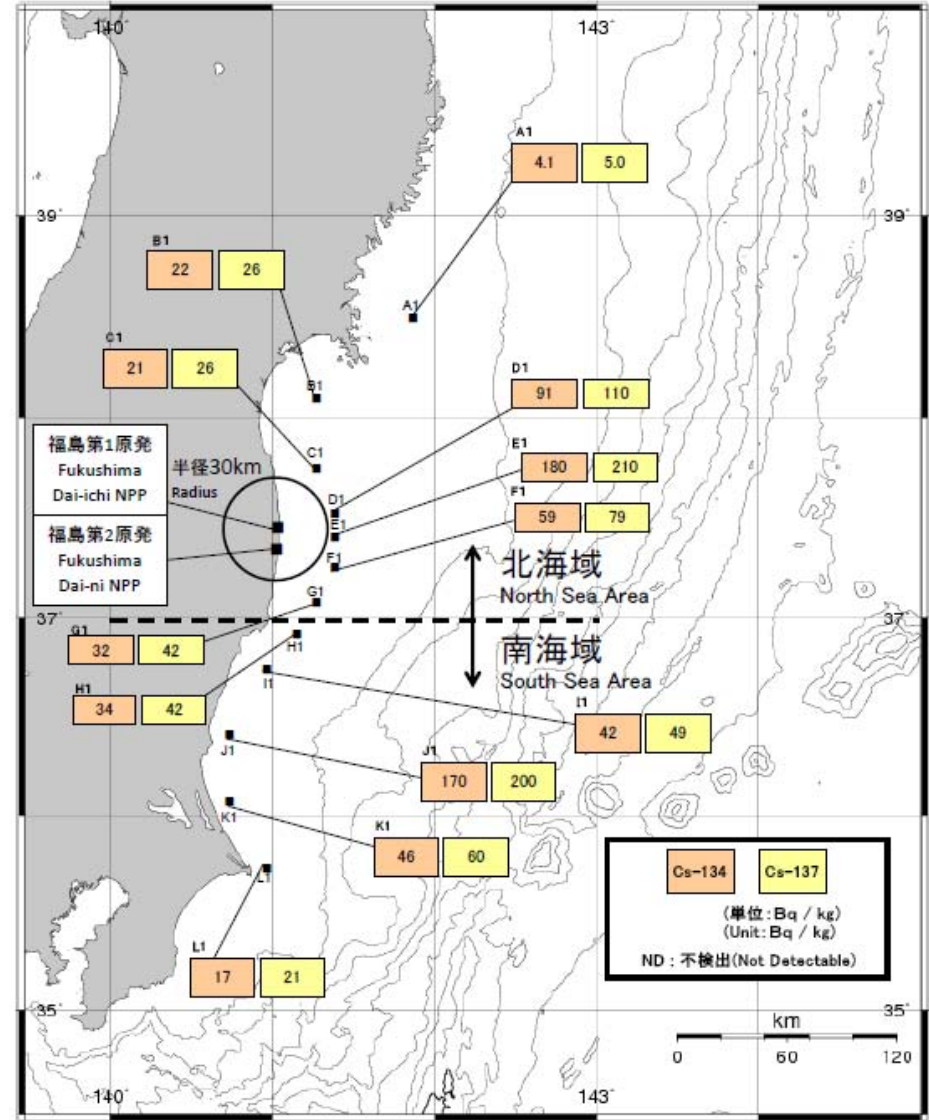 140°
143°
A1
4.1
5.0
39°
39°
B1
22
26
A1
C1
21
26
B1
D1
91
110
福島第1原発
Fukushima
Dai-ichi NPP
半径30km
Radius
C1
E1
180
210
D1
E1
F1
59
79
福島第2原発
Fukushima
Dai-ni NPP
F1
北海域
North Sea Area
G1
37°
37°
G1
32
42
H1
南海域
South Sea Area
I1
H1
34
42
I1
42
49
J1
J1
170
200
K1
K1
46
60
Cs-134
Cs-137
(単位:Bq / kg)
(Unit:Bq / kg)
ND : 不検出(Not Detectable)
L1
L1
17
21
35°
35°
km
0
60
120
140°
143°